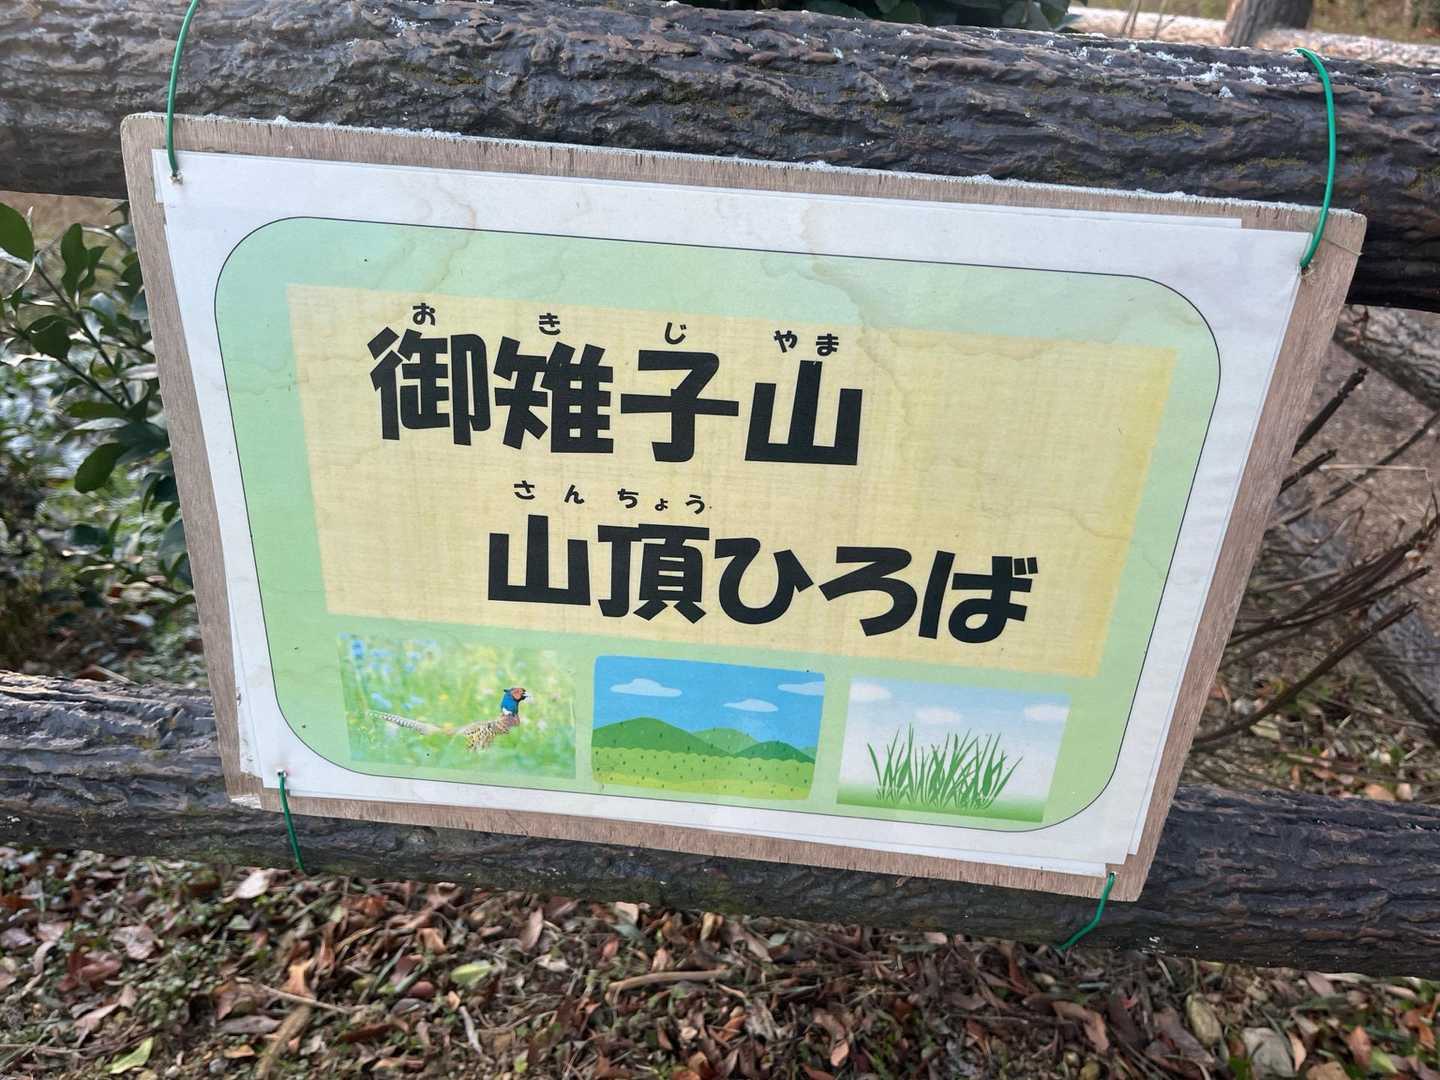 お き じ やま
御雉子山
さんちょう
山頂ひろば